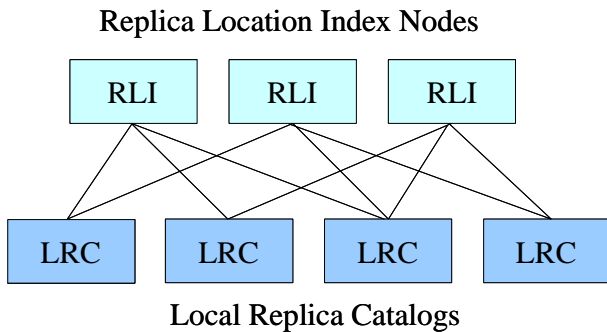 Replica Location Index Nodes
RLI RLI RLI
LRC LRC LRC LRC
Local Replica Catalogs